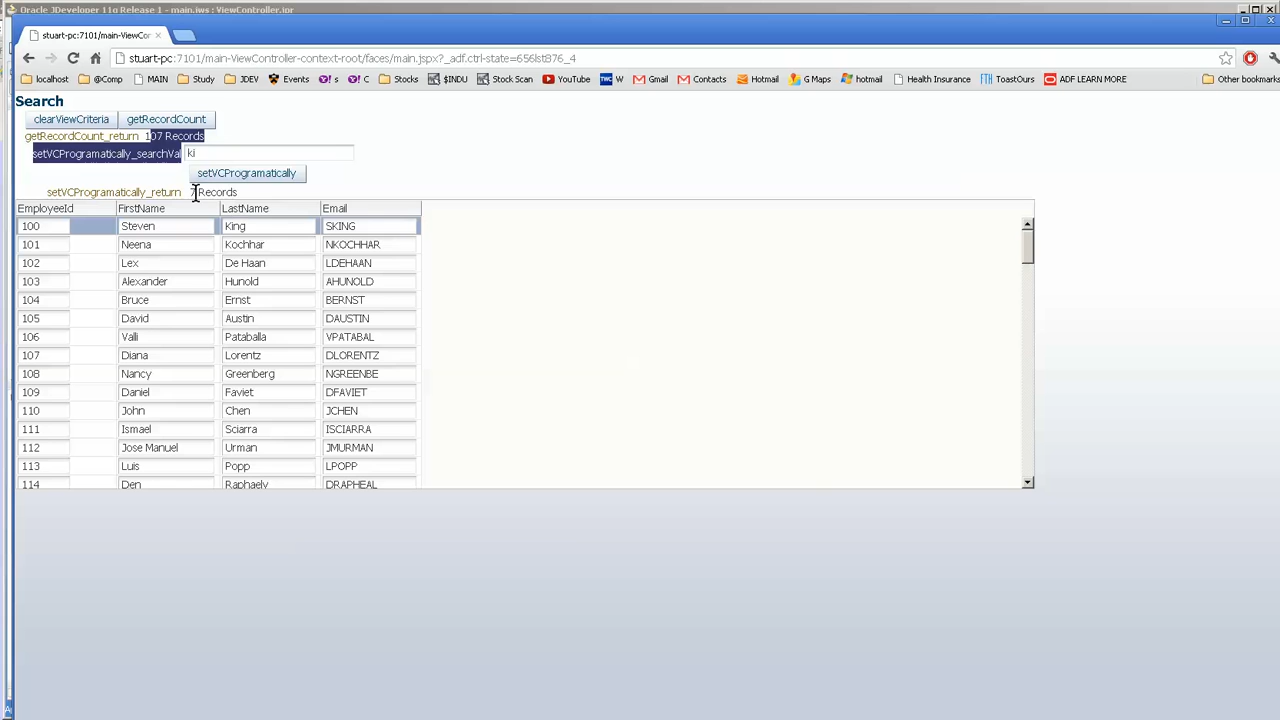 Oracle JDeveloper 11g Release 1 - main.jws : ViewController.jpr
stuart-pc:7101/main-ViewCor
stuart-pc:7101/main-ViewController-context-root/faces/main.jspx?_adf.ctrl-state=656lst876_4
localhost @Comp MAIN Study JDEV Events Y! s Y! C Stocks $INDU Stock Scan YouTube W Gmail Contacts Hotmail G Maps hotmail Health Insurance ToastOurs ADF LEARN MORE Other bookmarks
Search
clearViewCriteria getRecordCount
getRecordCount_return 107 Records
setVCProgramatically_searchVal ki
setVCProgramatically
setVCProgramatically_return 7 Records
EmployeeId FirstName LastName Email
100 Steven King SKING
101 Neena Kochhar NKOCHHAR
102 Lex De Haan LDEHAAN
103 Alexander Hunold AHUNOLD
104 Bruce Ernst BERNST
105 David Austin DAUSTIN
106 Valli Pataballa VPATABAL
107 Diana Lorentz DLORENTZ
108 Nancy Greenberg NGREENBE
109 Daniel Faviet DFAVIET
110 John Chen JCHEN
111 Ismael Sciarra ISCIARRA
112 Jose Manuel Urman JMURMAN
113 Luis Popp LPOPP
114 Den Raphaely DRAPHEAL